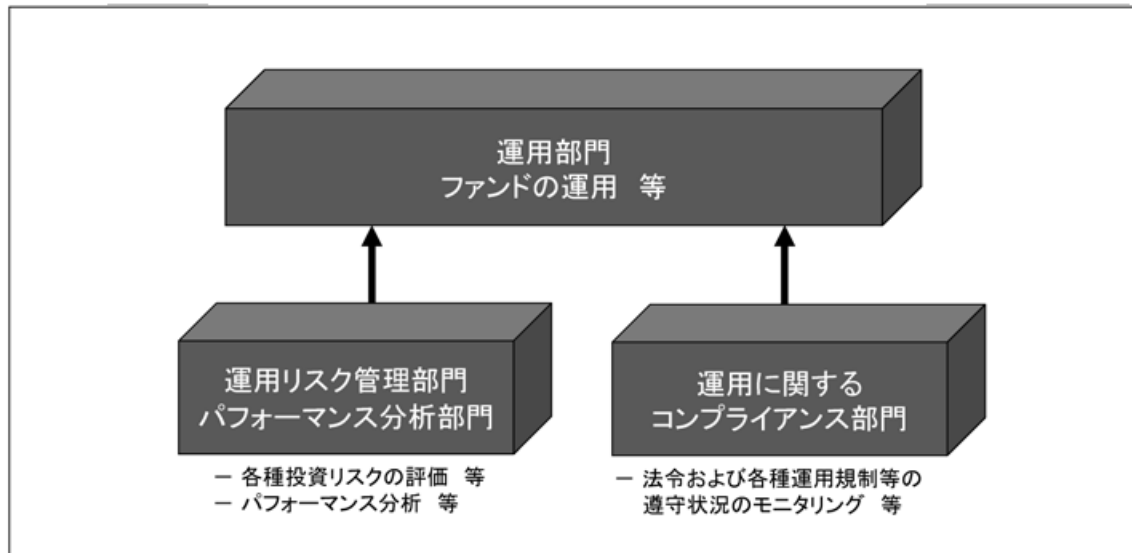 運用部門
ファンドの運用 等
運用リスク管理部門
パフォーマンス分析部門
－ 各種投資リスクの評価 等
－ パフォーマンス分析 等
運用に関する
コンプライアンス部門
－ 法令および各種運用規制等の
遵守状況のモニタリング 等